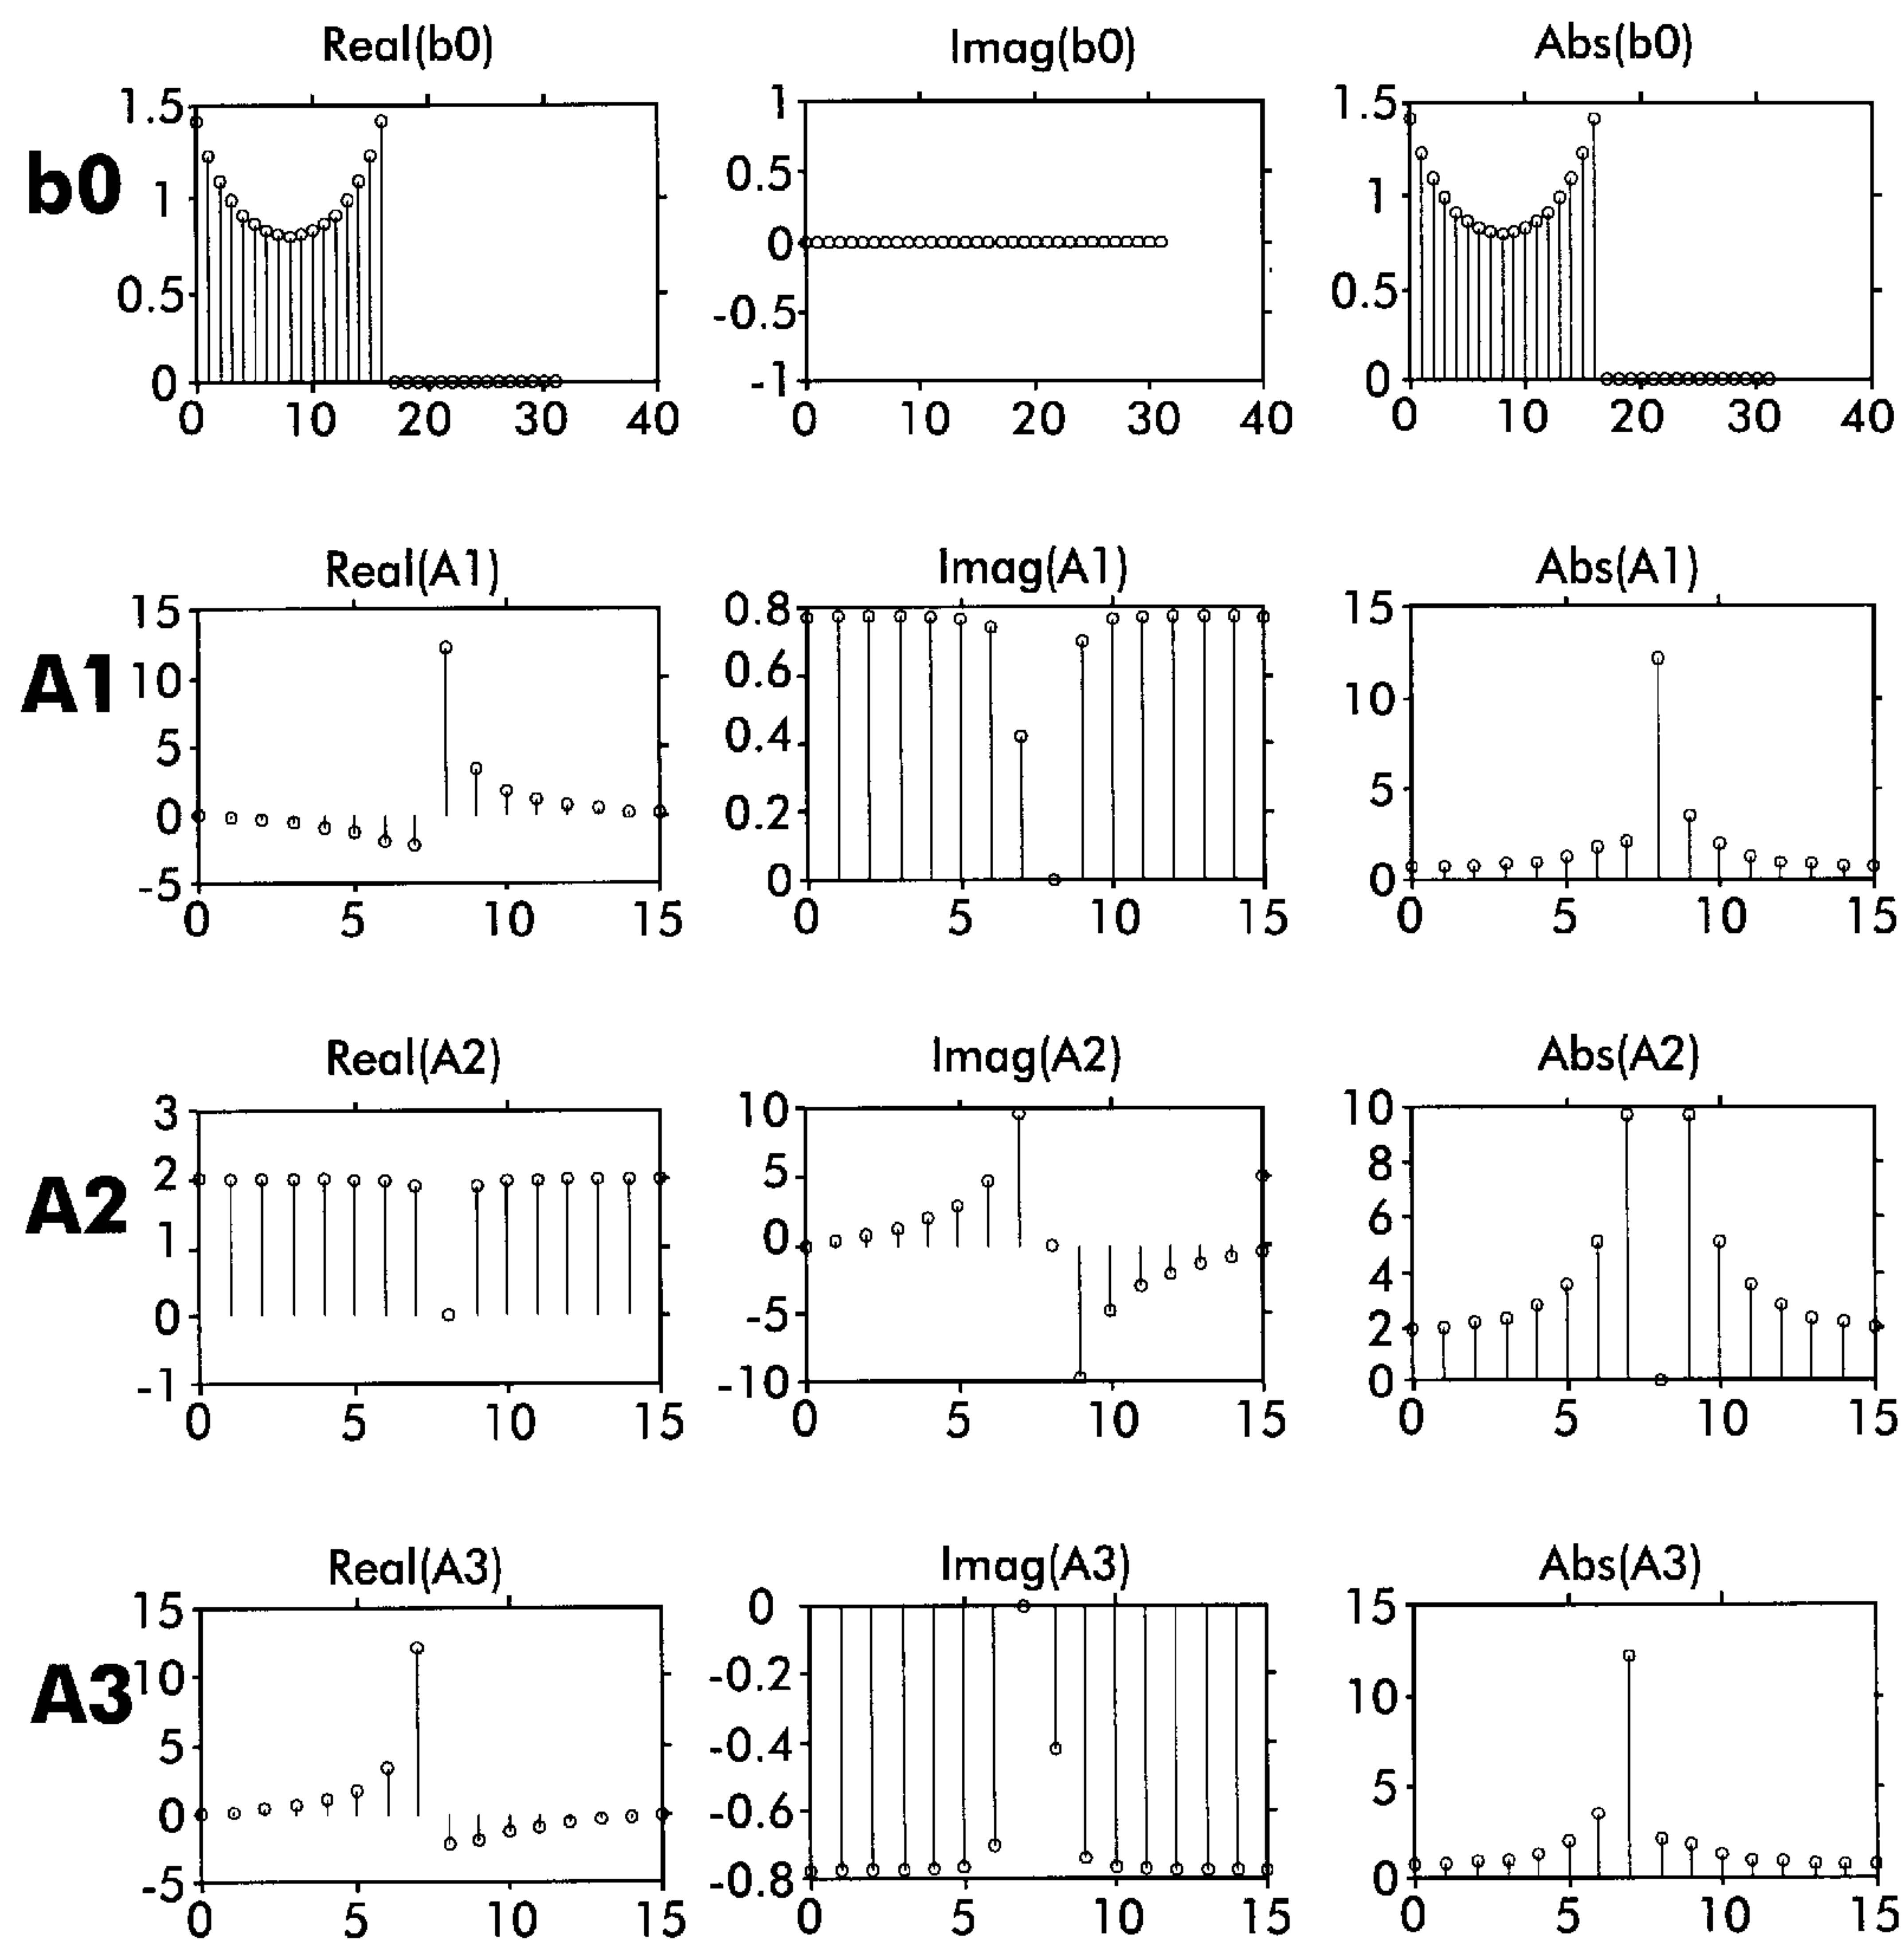 Real(b0) Imag(b0) Abs(b0)
b0
1.5 1 0.5 0
0 10 20 30 40
1 0.5 0 -0.5 -1
0 10 20 30 40
1.5 1 0.5 0
0 10 20 30 40
Real(A1) Imag(A1) Abs(A1)
A1
15 10 5 0 -5
0 5 10 15
0.8 0.6 0.4 0.2 0
0 5 10 15
15 10 5 0
0 5 10 15
Real(A2) Imag(A2) Abs(A2)
A2
3 2 1 0 -1
0 5 10 15
10 5 0 -5 -10
0 5 10 15
10 8 6 4 2 0
0 5 10 15
Real(A3) Imag(A3) Abs(A3)
A3
15 10 5 0 -5
0 5 10 15
0 -0.2 -0.4 -0.6 -0.8
0 5 10 15
15 10 5 0
0 5 10 15